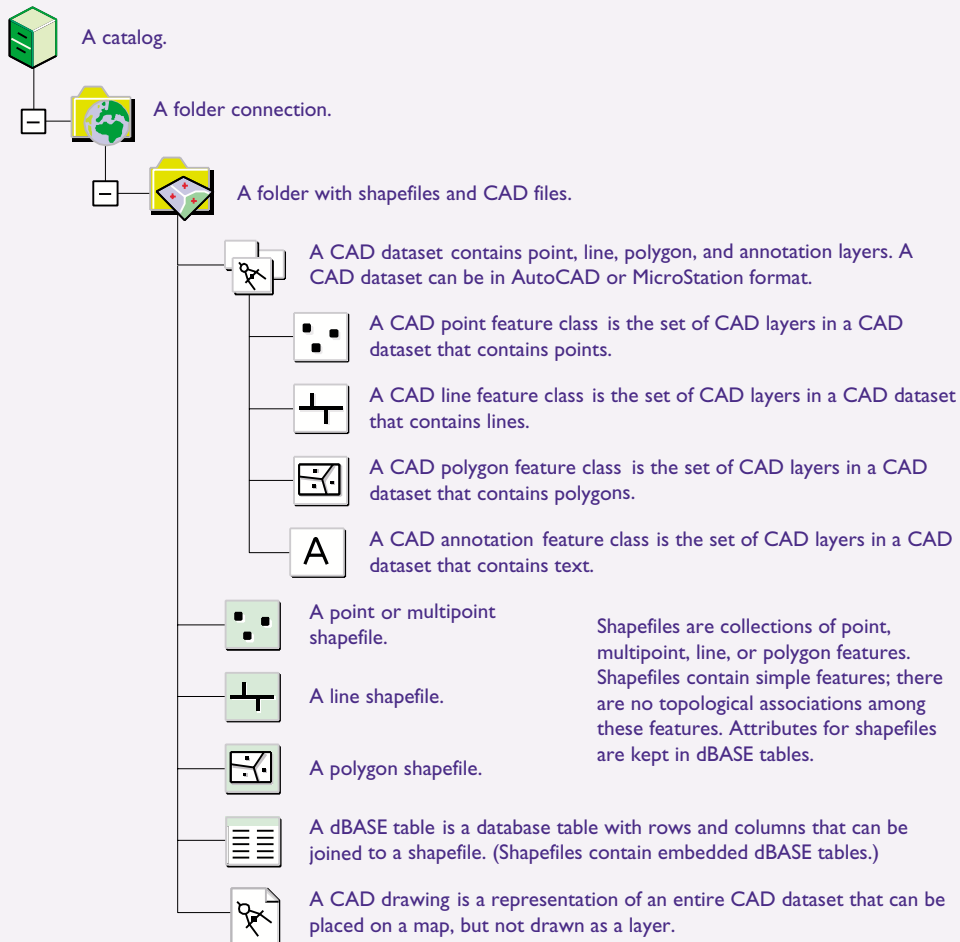 A catalog.
A folder connection.
A folder with shapefiles and CAD files.
A CAD dataset contains point, line, polygon, and annotation layers. A
CAD dataset can be in AutoCAD or MicroStation format.
A CAD point feature class is the set of CAD layers in a CAD
dataset that contains points.
A CAD line feature class is the set of CAD layers in a CAD dataset
that contains lines.
A CAD polygon feature class is the set of CAD layers in a CAD
dataset that contains polygons.
A
A CAD annotation feature class is the set of CAD layers in a CAD
dataset that contains text.
A point or multipoint
shapefile.
A line shapefile.
A polygon shapefile.
Shapefiles are collections of point,
multipoint, line, or polygon features.
Shapefiles contain simple features; there
are no topological associations among
these features. Attributes for shapefiles
are kept in dBASE tables.
A dBASE table is a database table with rows and columns that can be
joined to a shapefile. (Shapefiles contain embedded dBASE tables.)
A CAD drawing is a representation of an entire CAD dataset that can be
placed on a map, but not drawn as a layer.